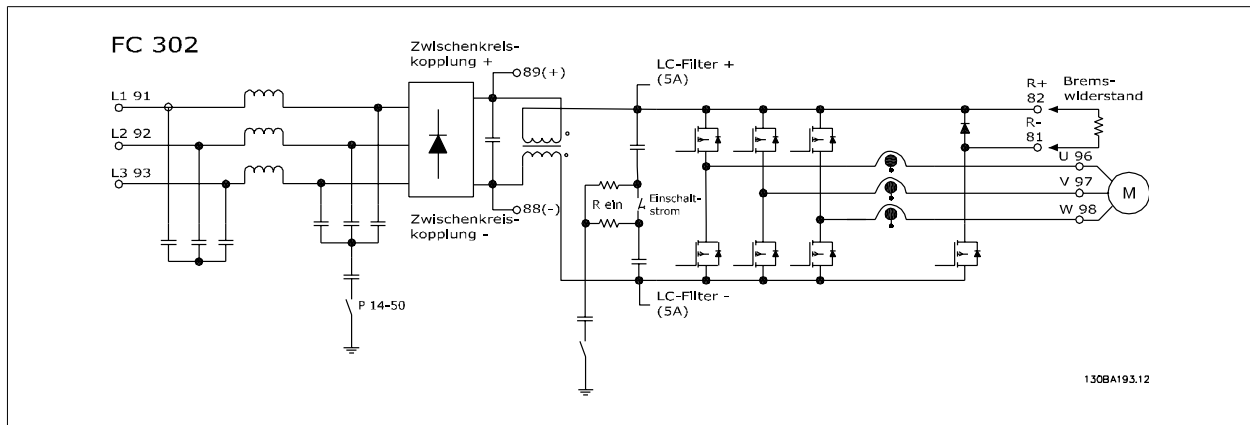 FC 302
Zwischenkreis-
kopplung +
89(+)
LC-Filter +
(5A)
R+
82
Brems-
widerstand
R-
81
L1 91
L2 92
L3 93
U 96
V 97
W 98
M
R ein
Einschalt-
strom
Zwischenkreis-
kopplung -
88(-)
P 14-50
LC-Filter -
(5A)
130BA193.12